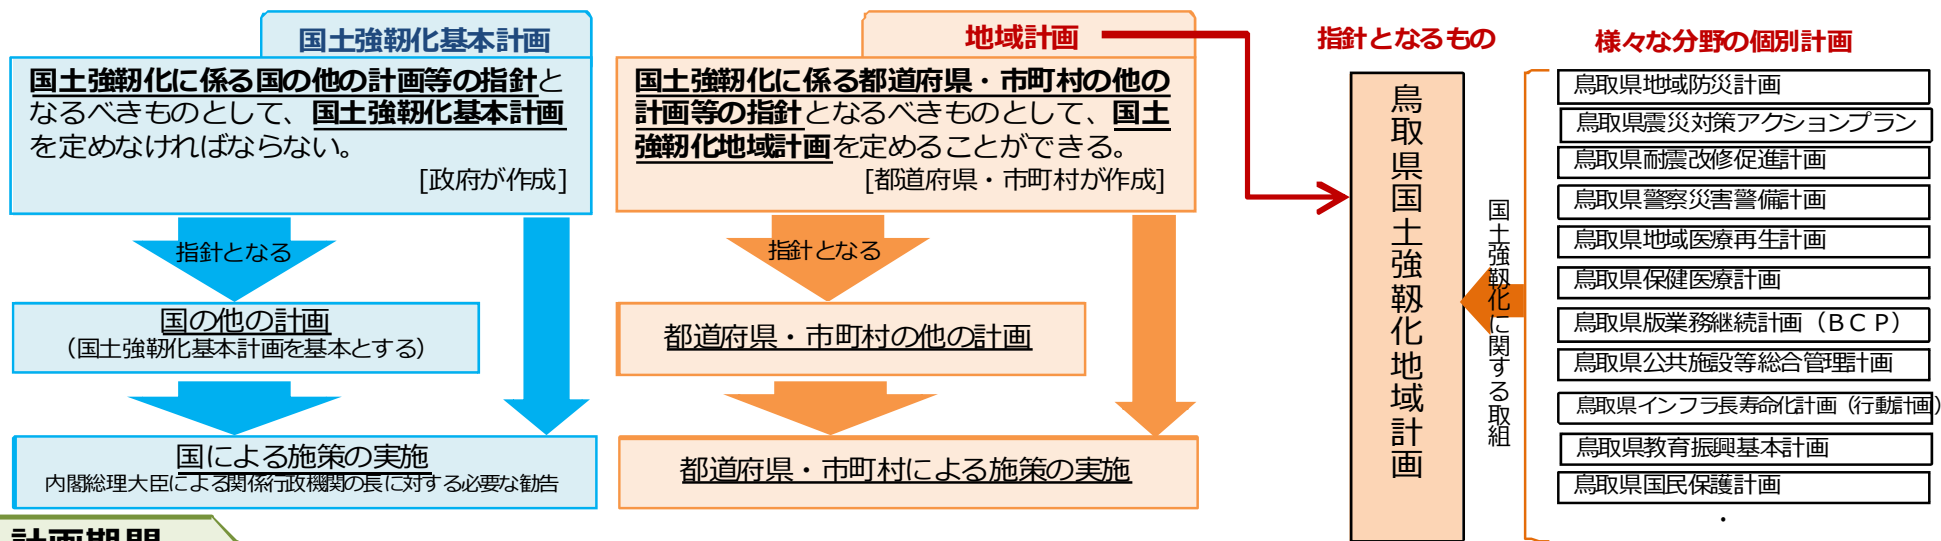 国土強靱化基本計画
国土強靱化に係る国の他の計画等の指針と
なるべきものとして、国土強靱化基本計画
を定めなければならない。
[政府が作成]
指針となる
国の他の計画
（国土強靱化基本計画を基本とする）
国による施策の実施
内閣総理大臣による関係行政機関の長に対する必要な勧告
地域計画
国土強靱化に係る都道府県・市町村の他の
計画等の指針となるべきものとして、国土
強靱化地域計画を定めることができる。
[都道府県・市町村が作成]
指針となる
都道府県・市町村の他の計画
都道府県・市町村による施策の実施
指針となるもの
鳥取県国土強靱化地域計画
国土強靱化に関する取組
様々な分野の個別計画
鳥取県地域防災計画
鳥取県震災対策アクションプラン
鳥取県耐震改修促進計画
鳥取県警察災害警備計画
鳥取県地域医療再生計画
鳥取県保健医療計画
鳥取県版業務継続計画（ＢＣＰ）
鳥取県公共施設等総合管理計画
鳥取県インフラ長寿命化計画（行動計画）
鳥取県教育振興基本計画
鳥取県国民保護計画
・
計画期間